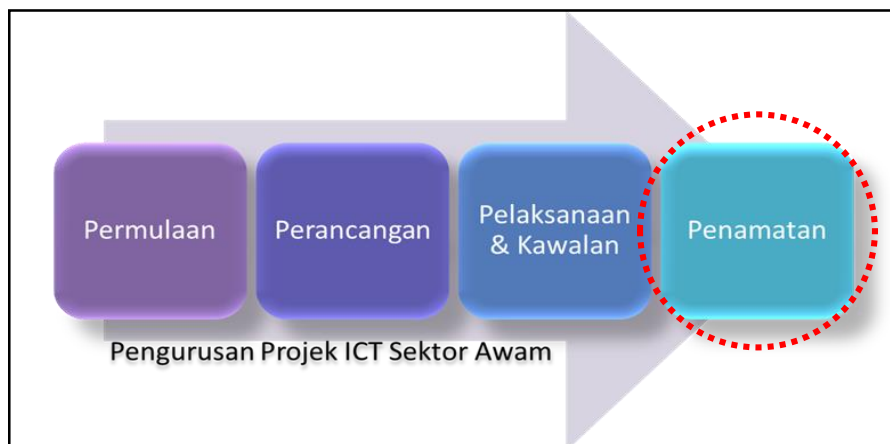 Permulaan
Perancangan
Pelaksanaan
& Kawalan
Penamatan
Pengurusan Projek ICT Sektor Awam